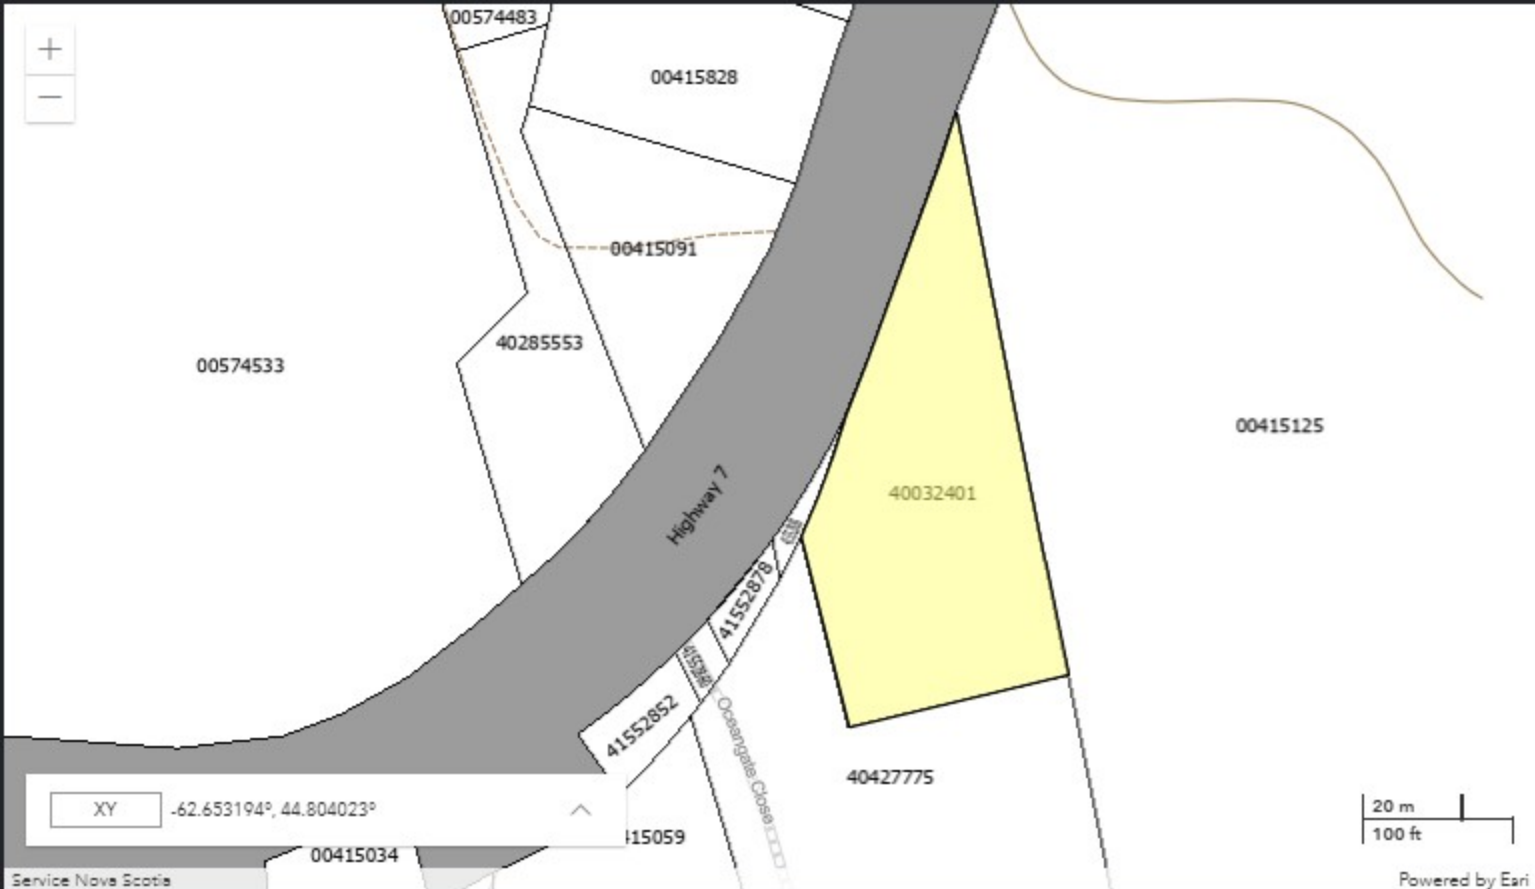 00574483
00415828
00415091
40285553
00574533
00415125
40032401
Highway 7
41552878
41552852
Oceangate Close
40427775
XY -62.653194°, 44.804023°
415059
00415034
20 m
100 ft
Service Nova Scotia
Powered by Esri